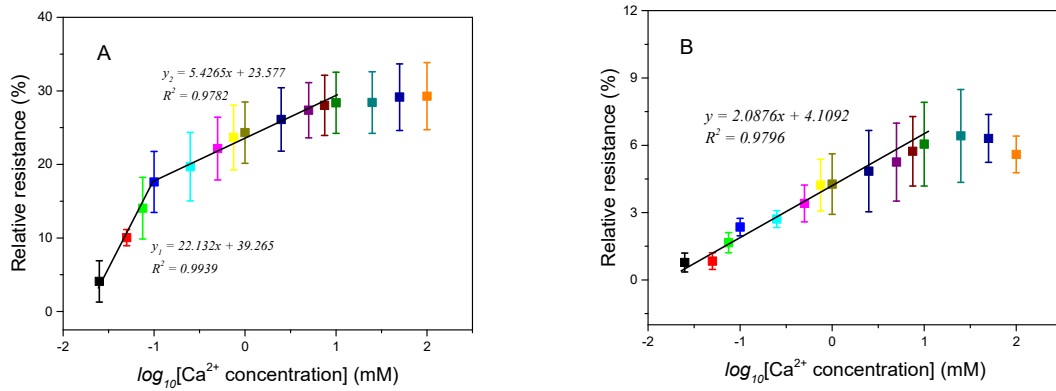 A
y₂ = 5.4265x + 23.577
R² = 0.9782
y₁ = 22.132x + 39.265
R² = 0.9939
Relative resistance (%)
40
30
20
10
0
-2
-1
0
1
2
log₁₀[Ca²⁺ concentration] (mM)
B
y = 2.0876x + 4.1092
R² = 0.9796
Relative resistance (%)
12
9
6
3
0
-2
-1
0
1
2
log₁₀[Ca²⁺ concentration] (mM)